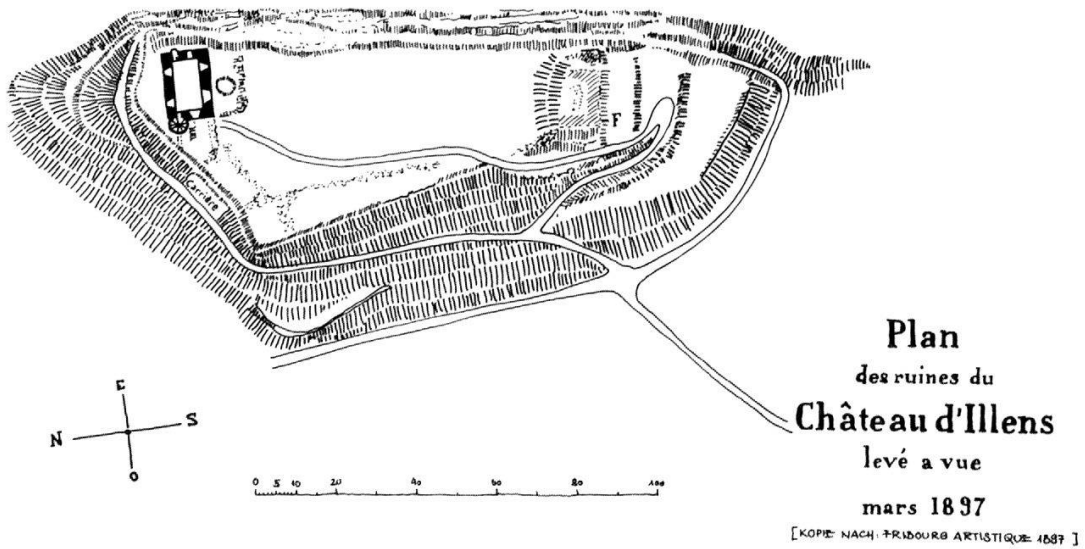 F
Carrière
E
N
S
O
0 5 10 20 40 60 80 100
Plan
des ruines du
Château d'Illens
levé a vue
mars 1897
[KOPIE NACH: FRIBOURG ARTISTIQUE 1897]